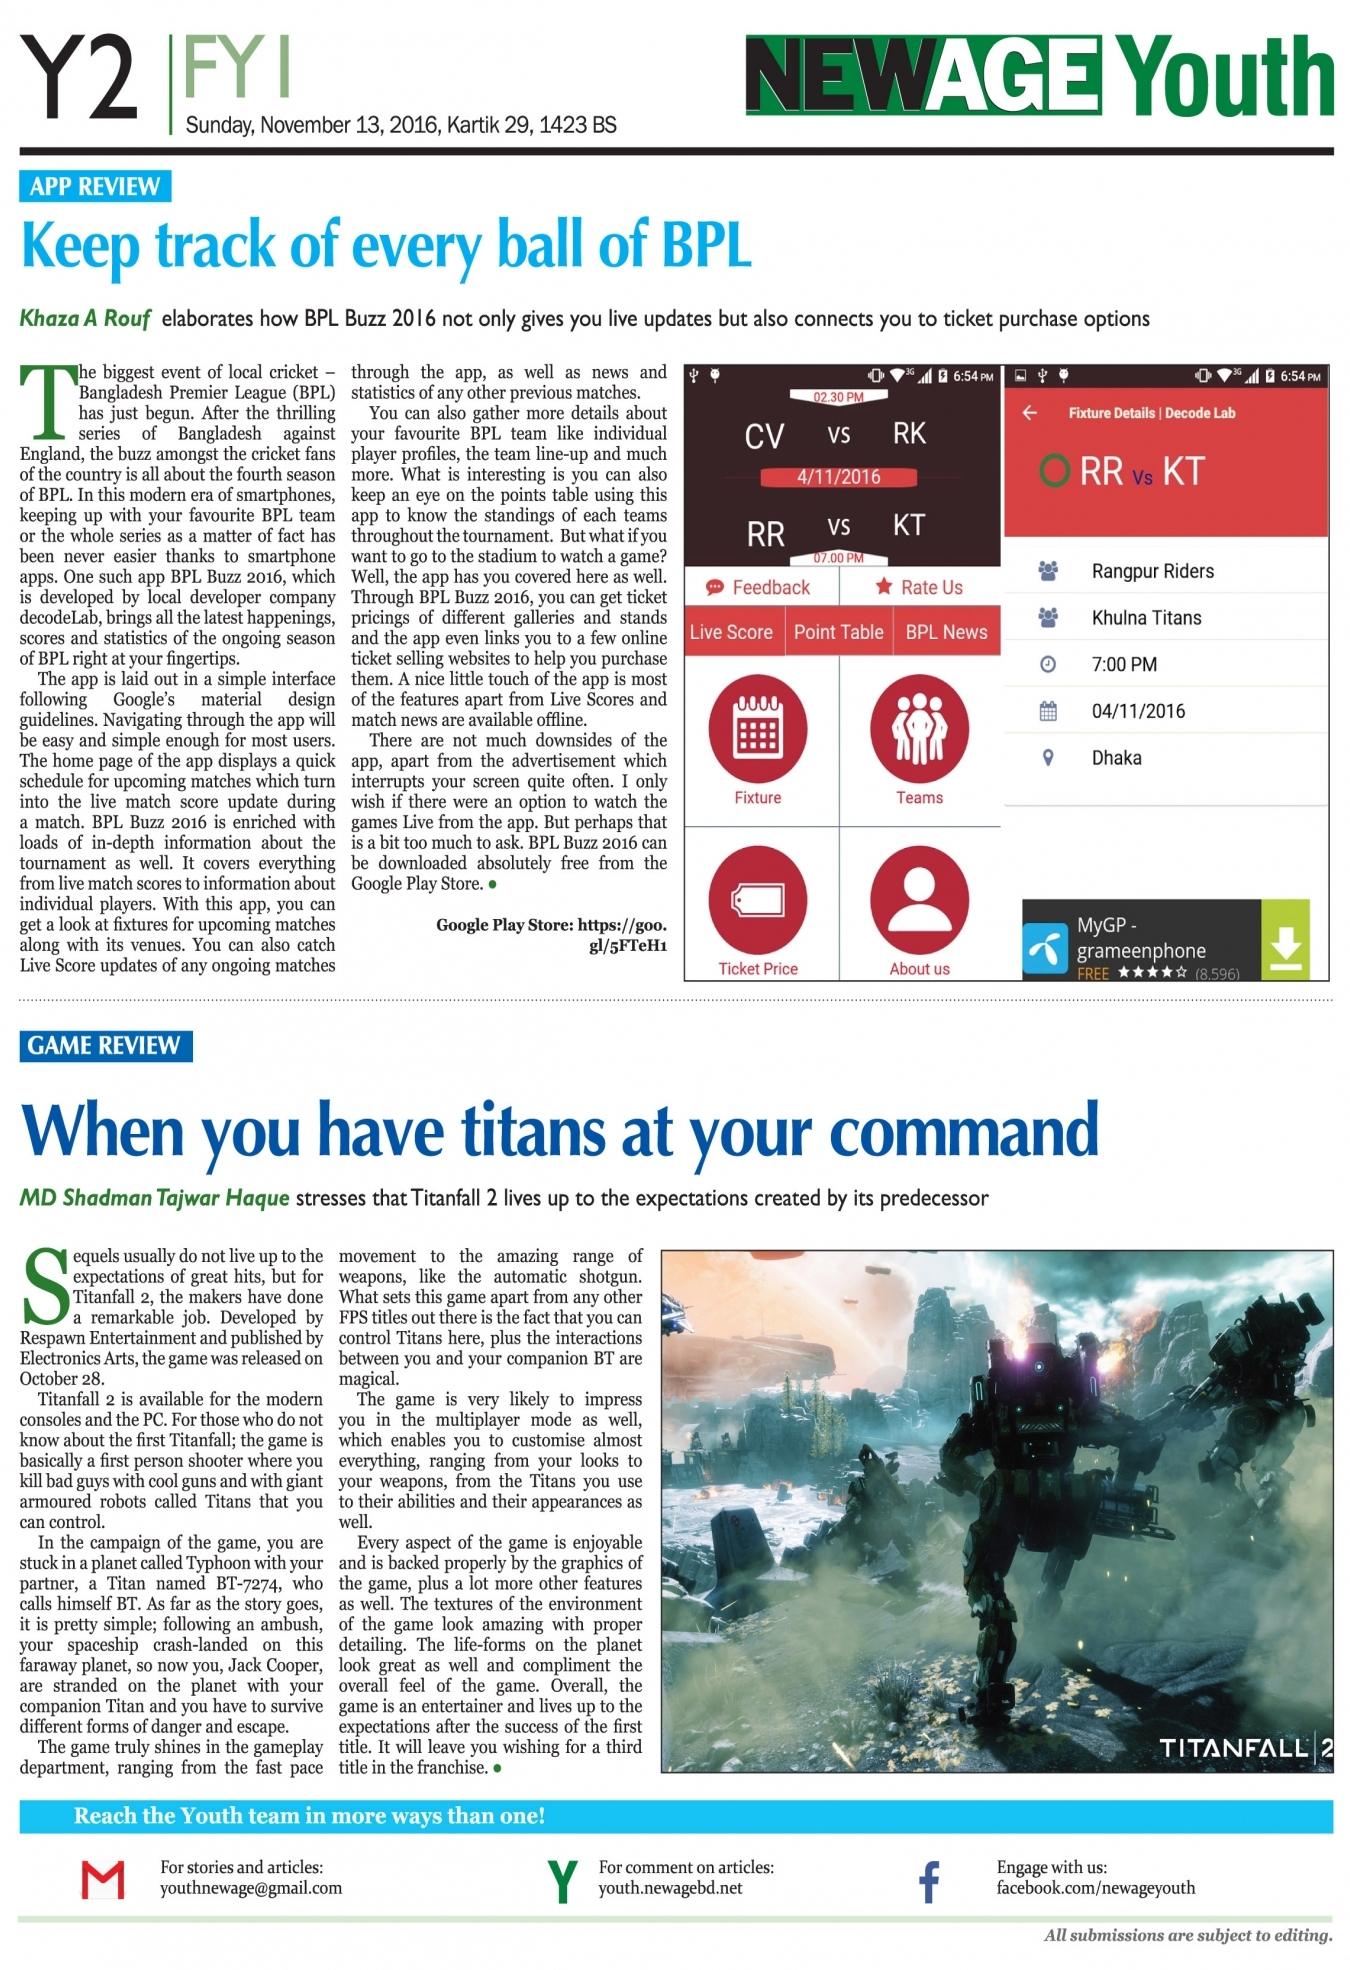 Y2
FYI
Sunday, November 13, 2016, Kartik 29, 1423 BS
NEWAGE Youth
APP REVIEW
Keep track of every ball of BPL
Khaza A Rouf elaborates how BPL Buzz 2016 not only gives you live updates but also connects you to ticket purchase options
The biggest event of local cricket –
Bangladesh Premier League (BPL)
has just begun. After the thrilling
series of Bangladesh against
England, the buzz amongst the cricket fans
of the country is all about the fourth season
of BPL. In this modern era of smartphones,
keeping up with your favourite BPL team
or the whole series as a matter of fact has
been never easier thanks to smartphone
apps. One such app BPL Buzz 2016, which
is developed by local developer company
decodeLab, brings all the latest happenings,
scores and statistics of the ongoing season
of BPL right at your fingertips.
The app is laid out in a simple interface
following Google's material design
guidelines. Navigating through the app will
be easy and simple enough for most users.
The home page of the app displays a quick
schedule for upcoming matches which turn
into the live match score update during
a match. BPL Buzz 2016 is enriched with
loads of in-depth information about the
tournament as well. It covers everything
from live match scores to information about
individual players. With this app, you can
get a look at fixtures for upcoming matches
along with its venues. You can also catch
Live Score updates of any ongoing matches
through the app, as well as news and
statistics of any other previous matches.
You can also gather more details about
your favourite BPL team like individual
player profiles, the team line-up and much
more. What is interesting is you can also
keep an eye on the points table using this
app to know the standings of each teams
throughout the tournament. But what if you
want to go to the stadium to watch a game?
Well, the app has you covered here as well.
Through BPL Buzz 2016, you can get ticket
pricings of different galleries and stands
and the app even links you to a few online
ticket selling websites to help you purchase
them. A nice little touch of the app is most
of the features apart from Live Scores and
match news are available offline.
There are not much downsides of the
app, apart from the advertisement which
interrupts your screen quite often. I only
wish if there were an option to watch the
games Live from the app. But perhaps that
is a bit too much to ask. BPL Buzz 2016 can
be downloaded absolutely free from the
Google Play Store.
Google Play Store: https://goo.
gl/5FTeH1
3G 6:54 PM
02.30 PM
CV VS RK
4/11/2016
RR VS KT
07.00 PM
Feedback
Rate Us
Live Score
Point Table
BPL News
Fixture
Teams
Ticket Price
About us
3G 6:54 PM
Fixture Details | Decode Lab
RR Vs KT
Rangpur Riders
Khulna Titans
7:00 PM
04/11/2016
Dhaka
MyGP -
grameenphone
FREE ★★★★☆ (8,596)
GAME REVIEW
When you have titans at your command
MD Shadman Tajwar Haque stresses that Titanfall 2 lives up to the expectations created by its predecessor
Sequels usually do not live up to the
expectations of great hits, but for
Titanfall 2, the makers have done
a remarkable job. Developed by
Respawn Entertainment and published by
Electronics Arts, the game was released on
October 28.
Titanfall 2 is available for the modern
consoles and the PC. For those who do not
know about the first Titanfall; the game is
basically a first person shooter where you
kill bad guys with cool guns and with giant
armoured robots called Titans that you
can control.
In the campaign of the game, you are
stuck in a planet called Typhoon with your
partner, a Titan named BT-7274, who
calls himself BT. As far as the story goes,
it is pretty simple; following an ambush,
your spaceship crash-landed on this
faraway planet, so now you, Jack Cooper,
are stranded on the planet with your
companion Titan and you have to survive
different forms of danger and escape.
The game truly shines in the gameplay
department, ranging from the fast pace
movement to the amazing range of
weapons, like the automatic shotgun.
What sets this game apart from any other
FPS titles out there is the fact that you can
control Titans here, plus the interactions
between you and your companion BT are
magical.
The game is very likely to impress
you in the multiplayer mode as well,
which enables you to customise almost
everything, ranging from your looks to
your weapons, from the Titans you use
to their abilities and their appearances as
well.
Every aspect of the game is enjoyable
and is backed properly by the graphics of
the game, plus a lot more other features
as well. The textures of the environment
of the game look amazing with proper
detailing. The life-forms on the planet
look great as well and compliment the
overall feel of the game. Overall, the
game is an entertainer and lives up to the
expectations after the success of the first
title. It will leave you wishing for a third
title in the franchise.
TITANFALL 2
Reach the Youth team in more ways than one!
For stories and articles:
youthnewage@gmail.com
For comment on articles:
youth.newagebd.net
Engage with us:
facebook.com/newageyouth
All submissions are subject to editing.